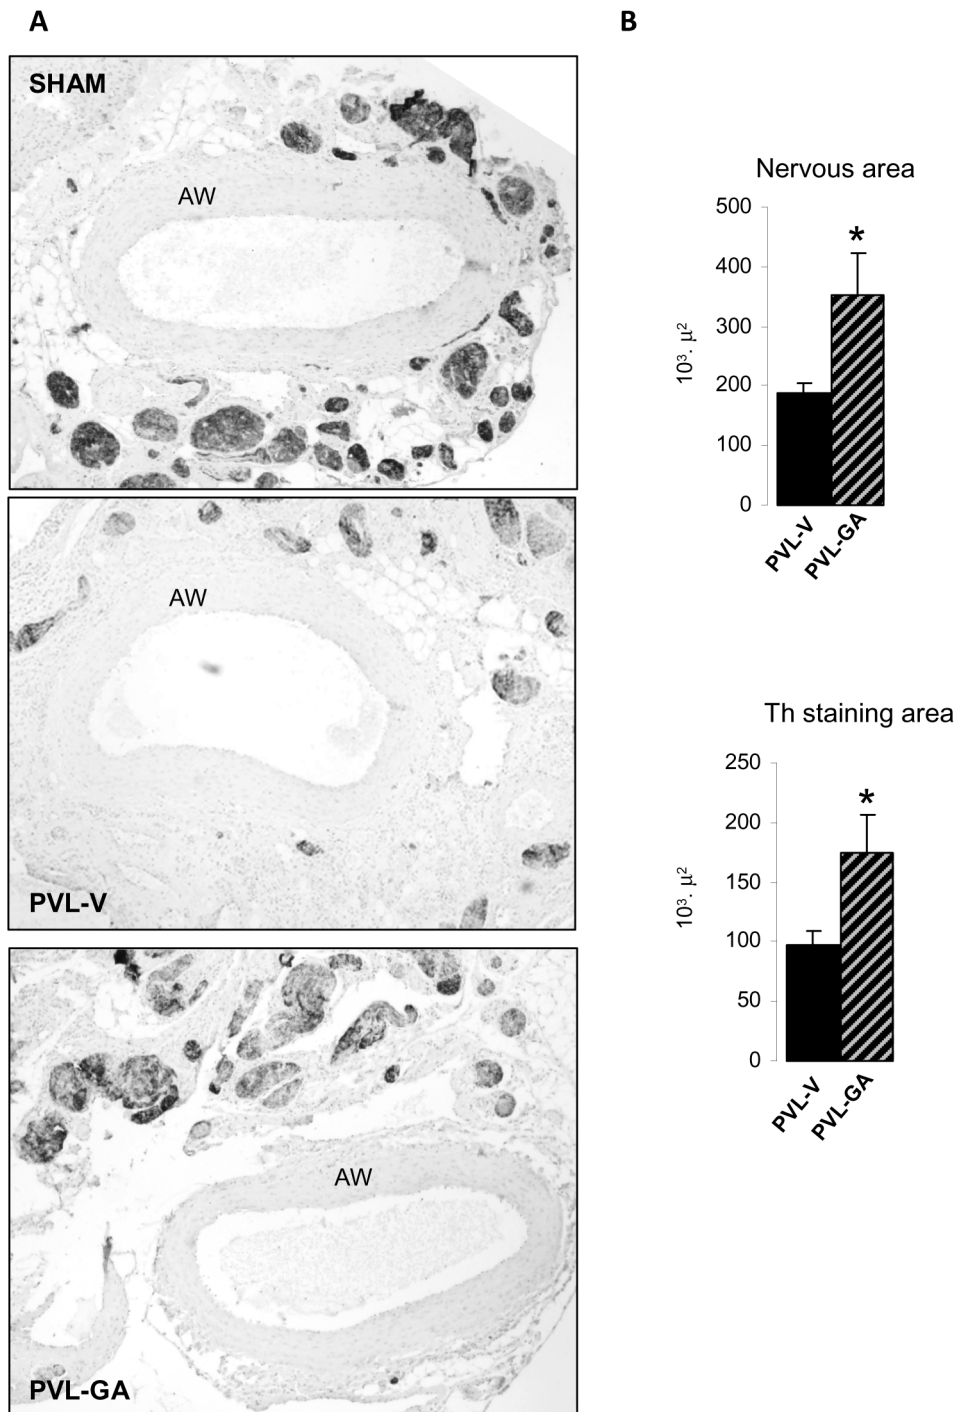 A
B
SHAM
AW
AW
PVL-V
AW
PVL-GA
Nervous area
500
400
300
200
100
0
10³. μ²
*
PVL-V
PVL-GA
Th staining area
250
200
150
100
50
0
10³. μ²
*
PVL-V
PVL-GA